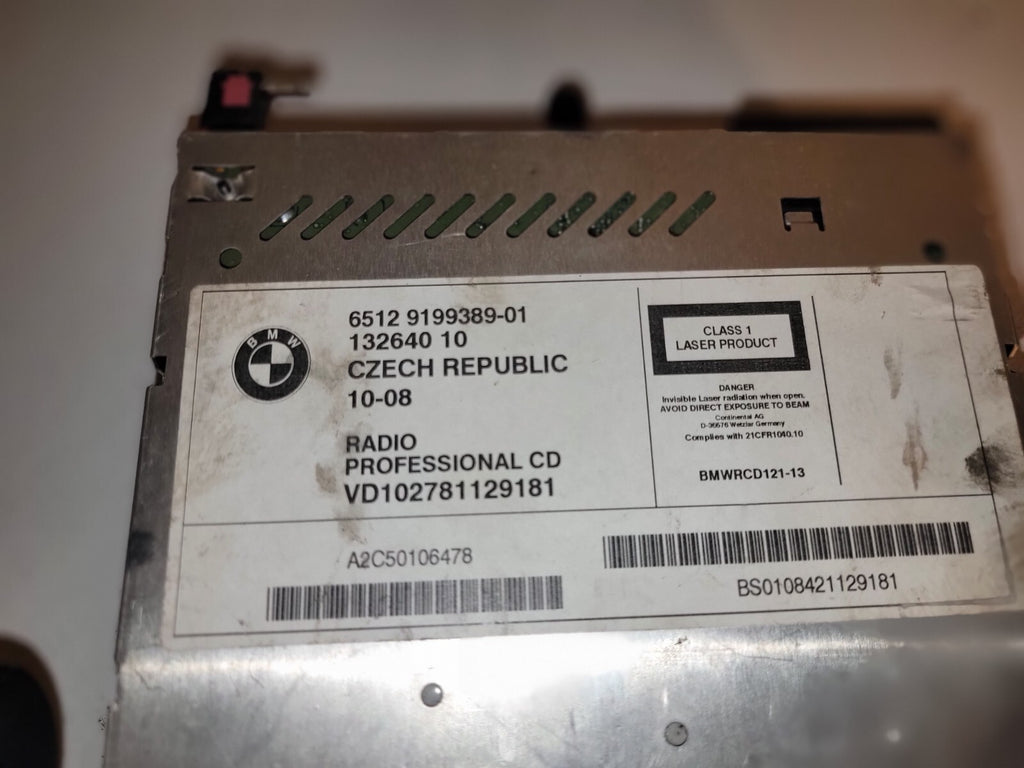 BMW
6512 9199389-01
132640 10
CZECH REPUBLIC
10-08
RADIO
PROFESSIONAL CD
VD102781129181
CLASS 1
LASER PRODUCT
DANGER
Invisible Laser radiation when open.
AVOID DIRECT EXPOSURE TO BEAM
Continental AG
D-35576 Wetzlar Germany
Complies with 21CFR1040.10
BMWRCD121-13
A2C50106478
BS0108421129181